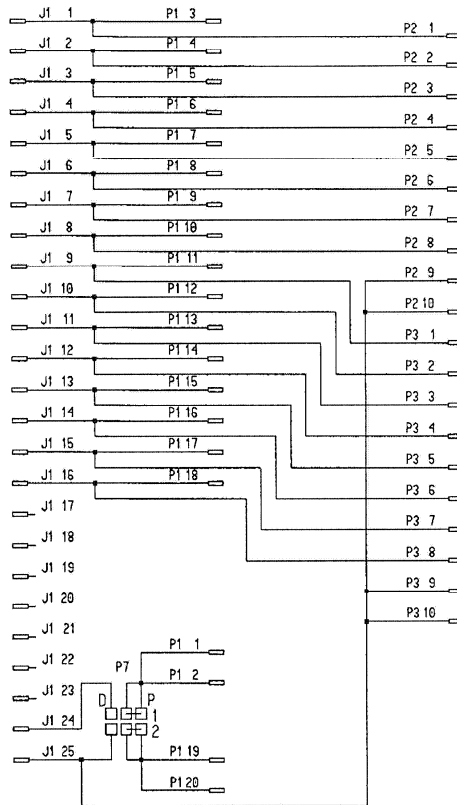 J1 1 P1 3
P2 1
J1 2 P1 4
P2 2
J1 3 P1 5
P2 3
J1 4 P1 6
P2 4
J1 5 P1 7
P2 5
J1 6 P1 8
P2 6
J1 7 P1 9
P2 7
J1 8 P1 10
P2 8
J1 9 P1 11
P2 9
J1 10 P1 12
P2 10
J1 11 P1 13
P3 1
J1 12 P1 14
P3 2
J1 13 P1 15
P3 3
J1 14 P1 16
P3 4
J1 15 P1 17
P3 5
J1 16 P1 18
P3 6
J1 17
P3 7
J1 18
P3 8
J1 19
P3 9
J1 20
P3 10
J1 21
P1 1
J1 22 P7 P1 2
J1 23 D P
1
J1 24
2
J1 25 P1 19
P1 20